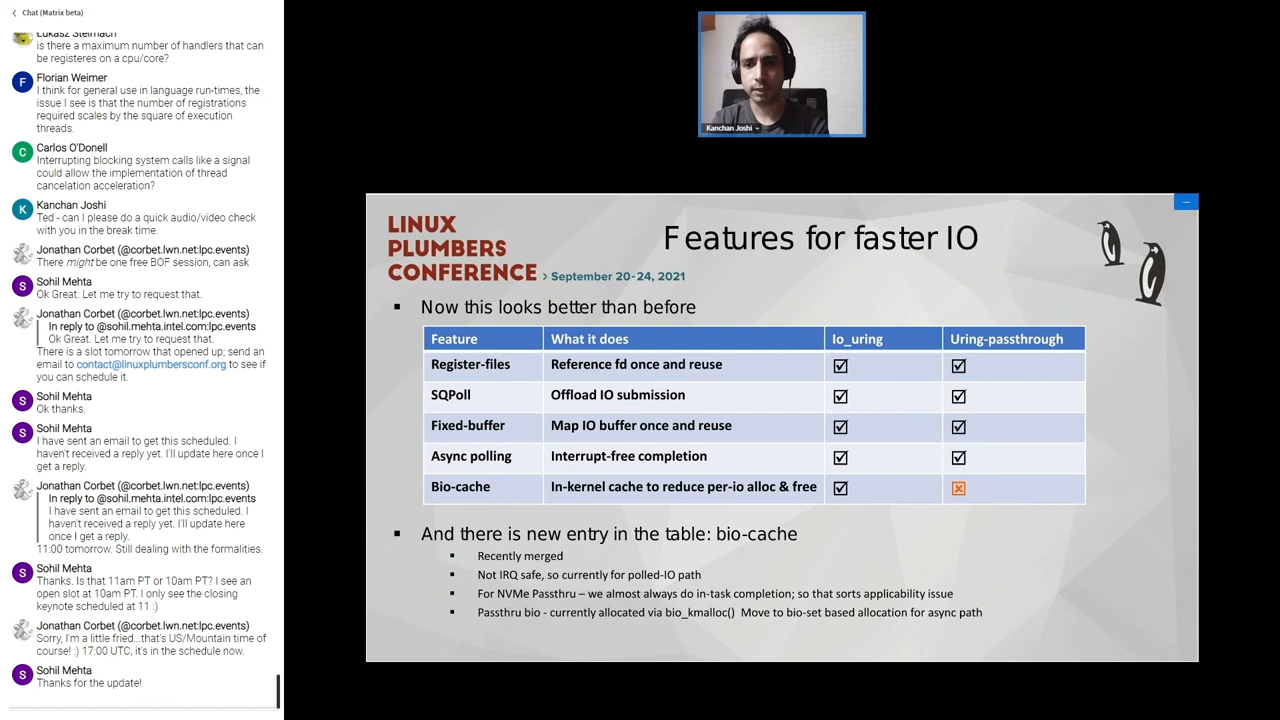 Chat (Matrix beta)
Łukasz Stelmach
is there a maximum number of handlers that can
be registeres on a cpu/core?
F
Florian Weimer
I think for general use in language run-times, the
issue I see is that the number of registrations
required scales by the square of execution
threads.
C
Carlos O'Donell
Interrupting blocking system calls like a signal
could allow the implementation of thread
cancelation acceleration?
K
Kanchan Joshi
Ted - can I please do a quick audio/video check
with you in the break time.
Jonathan Corbet (@corbet.lwn.net:lpc.events)
There might be one free BOF session, can ask
S
Sohil Mehta
Ok Great. Let me try to request that.
Jonathan Corbet (@corbet.lwn.net:lpc.events)
In reply to @sohil.mehta.intel.com:lpc.events
Ok Great. Let me try to request that.
There is a slot tomorrow that opened up; send an
email to contact@linuxplumbersconf.org to see if
you can schedule it.
S
Sohil Mehta
Ok thanks.
S
Sohil Mehta
I have sent an email to get this scheduled. I
haven't received a reply yet. I'll update here once I
get a reply.
Jonathan Corbet (@corbet.lwn.net:lpc.events)
In reply to @sohil.mehta.intel.com:lpc.events
I have sent an email to get this scheduled. I
haven't received a reply yet. I'll update here
once I get a reply.
11:00 tomorrow. Still dealing with the formalities.
S
Sohil Mehta
Thanks. Is that 11am PT or 10am PT? I see an
open slot at 10am PT. I only see the closing
keynote scheduled at 11 :)
Jonathan Corbet (@corbet.lwn.net:lpc.events)
Sorry, I'm a little fried...that's US/Mountain time of
course! :) 17:00 UTC, it's in the schedule now.
S
Sohil Mehta
Thanks for the update!
Kanchan Joshi
LINUX
PLUMBERS
CONFERENCE > September 20-24, 2021
Features for faster IO
Now this looks better than before
Feature What it does Io_uring Uring-passthrough
Register-files Reference fd once and reuse
SQPoll Offload IO submission
Fixed-buffer Map IO buffer once and reuse
Async polling Interrupt-free completion
Bio-cache In-kernel cache to reduce per-io alloc & free
And there is new entry in the table: bio-cache
Recently merged
Not IRQ safe, so currently for polled-IO path
For NVMe Passthru – we almost always do in-task completion; so that sorts applicability issue
Passthru bio - currently allocated via bio_kmalloc() Move to bio-set based allocation for async path